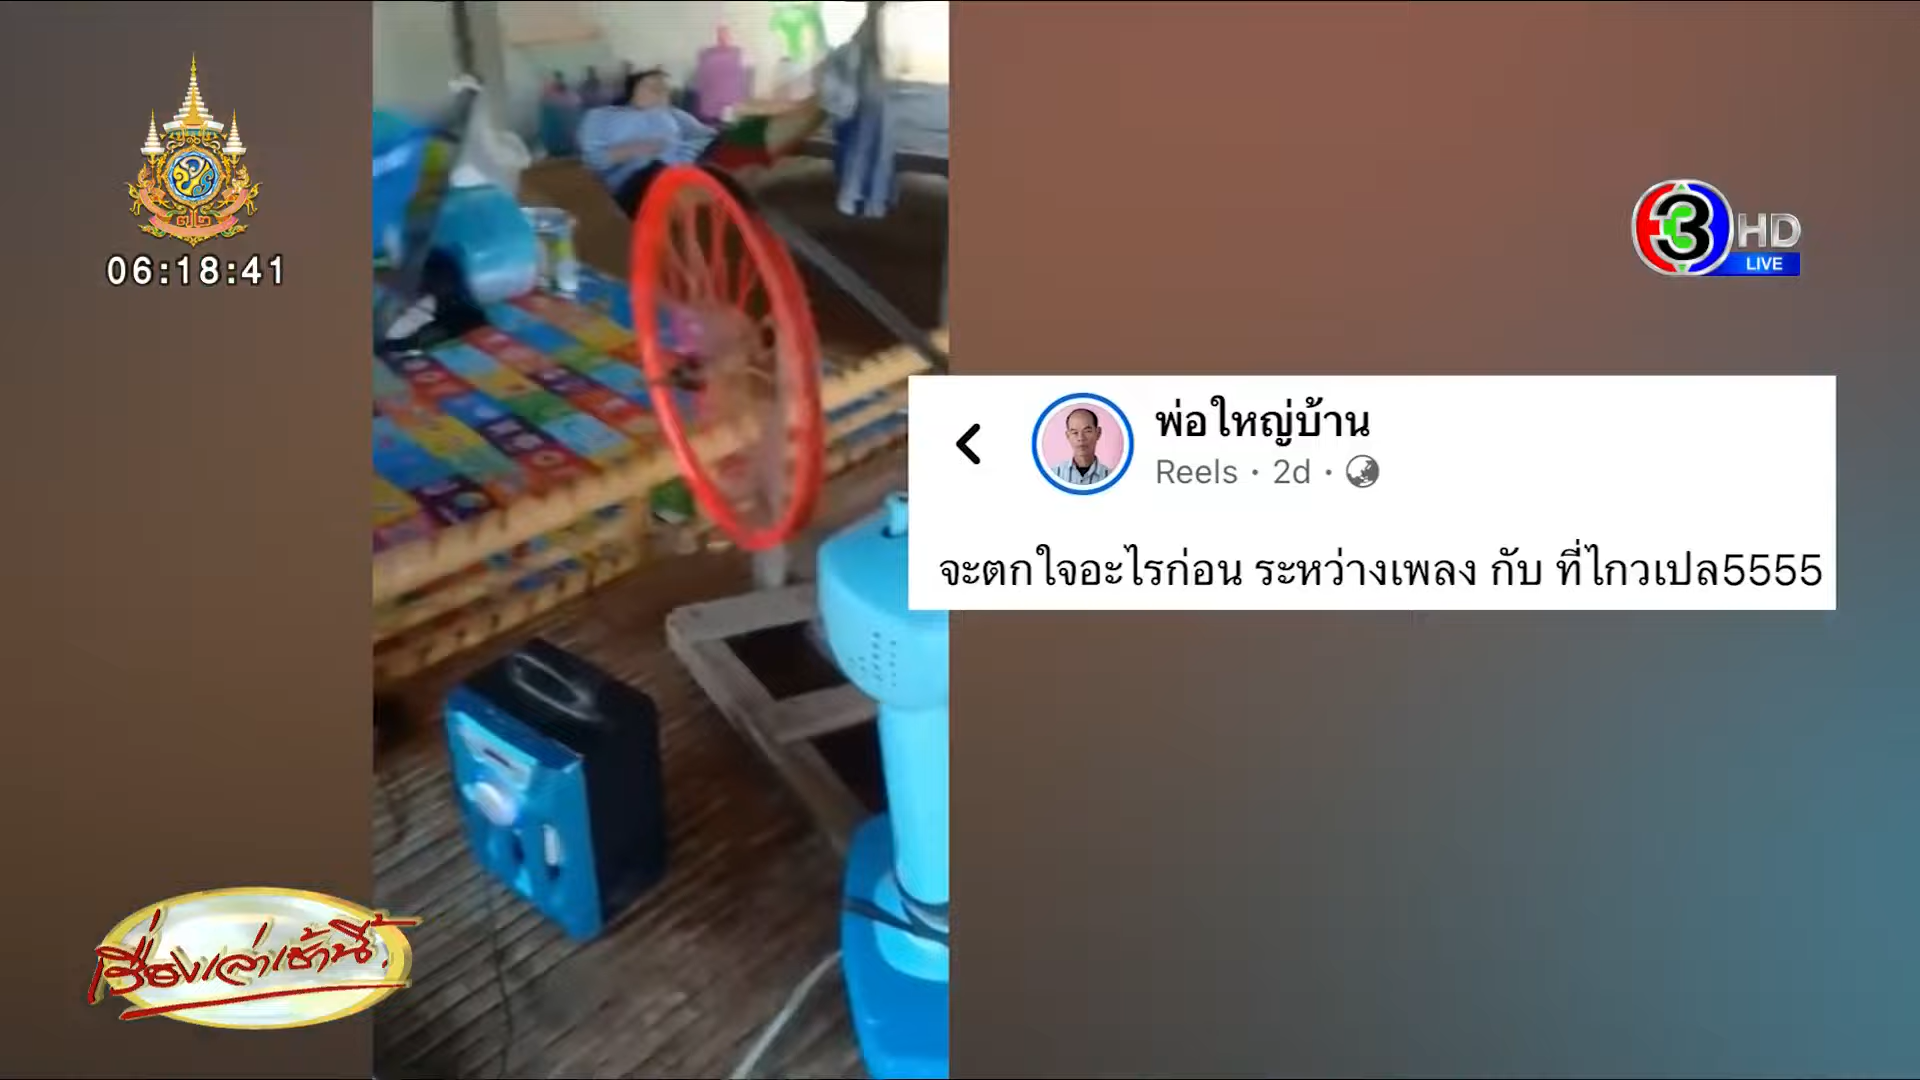 06:18:41
3 HD
LIVE
พ่อใหญ่บ้าน
Reels · 2d ·
จะตกใจอะไรก่อน ระหว่างเพลง กับ ที่ไกวเปล5555
เรื่องเล่าเช้านี้